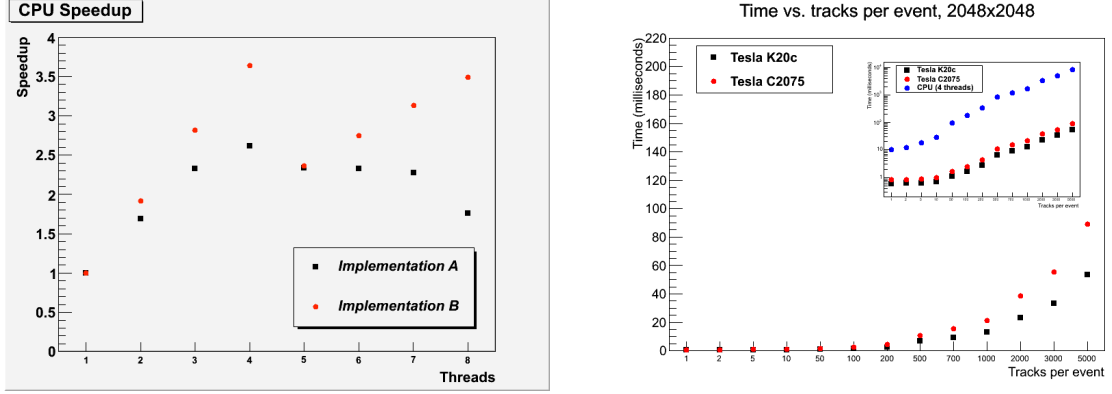 CPU Speedup
Speedup
4
3.5
3
2.5
2
1.5
1
0.5
0
Implementation A
Implementation B
1 2 3 4 5 6 7 8
Threads
Time vs. tracks per event, 2048x2048
Time (milliseconds)
220
200
180
160
140
120
100
80
60
40
20
0
Tesla K20c
Tesla C2075
Time (milliseconds)
Tesla K20c
Tesla C2075
CPU (4 threads)
10
1
Tracks per event
1 2 5 10 50 100 200 500 700 1000 2000 3000 5000
Tracks per event